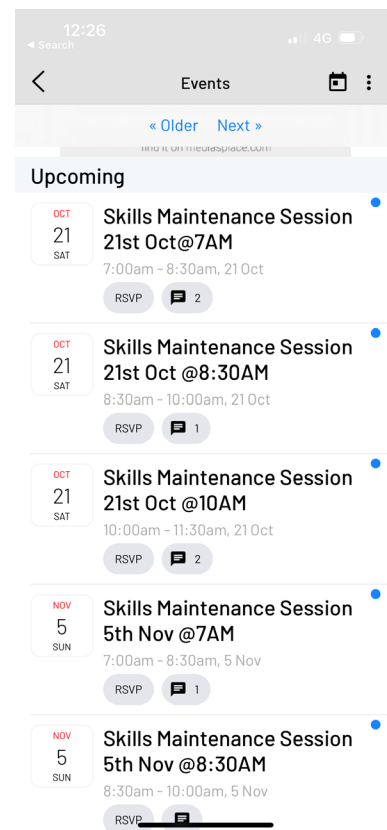 12:26
◄ Search
4G
Events
« Older Next »
find it on mediasplace.com
Upcoming
OCT
21
SAT
Skills Maintenance Session
21st Oct@7AM
7:00am - 8:30am, 21 Oct
RSVP 2
OCT
21
SAT
Skills Maintenance Session
21st Oct @8:30AM
8:30am - 10:00am, 21 Oct
RSVP 1
OCT
21
SAT
Skills Maintenance Session
21st Oct @10AM
10:00am - 11:30am, 21 Oct
RSVP 2
NOV
5
SUN
Skills Maintenance Session
5th Nov @7AM
7:00am - 8:30am, 5 Nov
RSVP 1
NOV
5
SUN
Skills Maintenance Session
5th Nov @8:30AM
8:30am - 10:00am, 5 Nov
RSVP